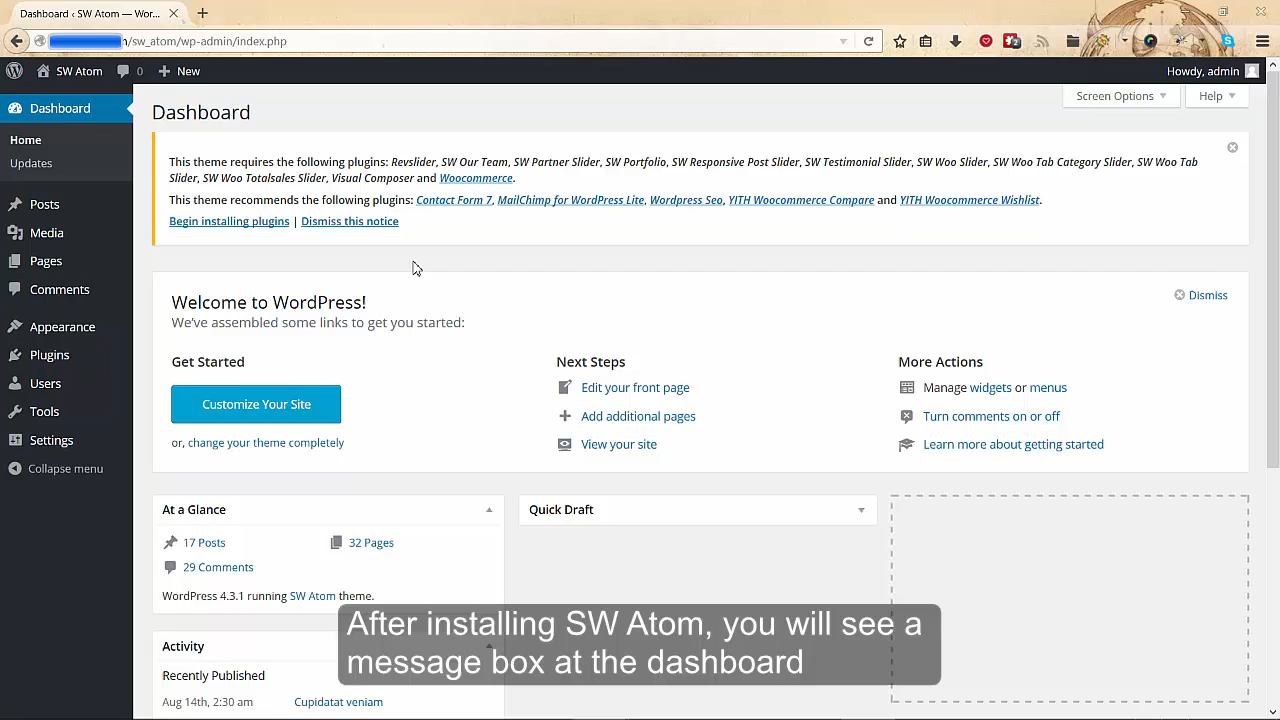 Dashboard ‹ SW Atom — Wor...
/sw_atom/wp-admin/index.php
2
SW Atom 0 New
Howdy, admin
Dashboard
Home
Updates
Posts
Media
Pages
Comments
Appearance
Plugins
Users
Tools
Settings
Collapse menu
Screen Options
Help
Dashboard
This theme requires the following plugins: Revslider, SW Our Team, SW Partner Slider, SW Portfolio, SW Responsive Post Slider, SW Testimonial Slider, SW Woo Slider, SW Woo Tab Category Slider, SW Woo Tab
Slider, SW Woo Totalsales Slider, Visual Composer and Woocommerce.
This theme recommends the following plugins: Contact Form 7, MailChimp for WordPress Lite, Wordpress Seo, YITH Woocommerce Compare and YITH Woocommerce Wishlist.
Begin installing plugins | Dismiss this notice
Welcome to WordPress!
Dismiss
We've assembled some links to get you started:
Get Started
Customize Your Site
or, change your theme completely
Next Steps
Edit your front page
Add additional pages
View your site
More Actions
Manage widgets or menus
Turn comments on or off
Learn more about getting started
At a Glance
17 Posts
32 Pages
29 Comments
WordPress 4.3.1 running SW Atom theme.
Quick Draft
Activity
Recently Published
Aug 14th, 2:30 am Cupidatat veniam
After installing SW Atom, you will see a
message box at the dashboard